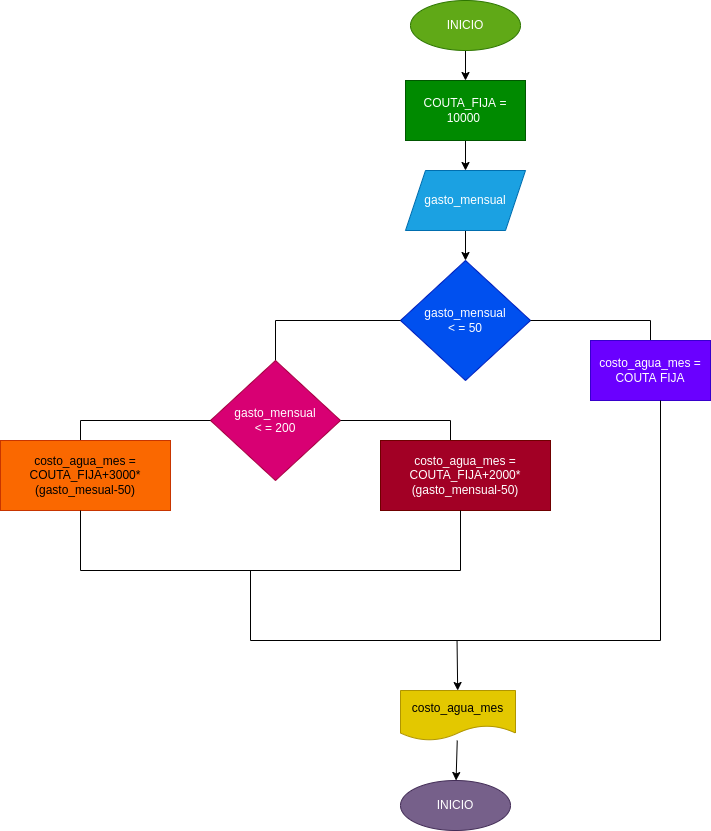 INICIO
COUTA_FIJA =
10000
gasto_mensual
gasto_mensual
< = 50
costo_agua_mes =
COUTA FIJA
gasto_mensual
< = 200
costo_agua_mes =
COUTA_FIJA+3000*
(gasto_mesual-50)
costo_agua_mes =
COUTA_FIJA+2000*
(gasto_mensual-50)
costo_agua_mes
INICIO